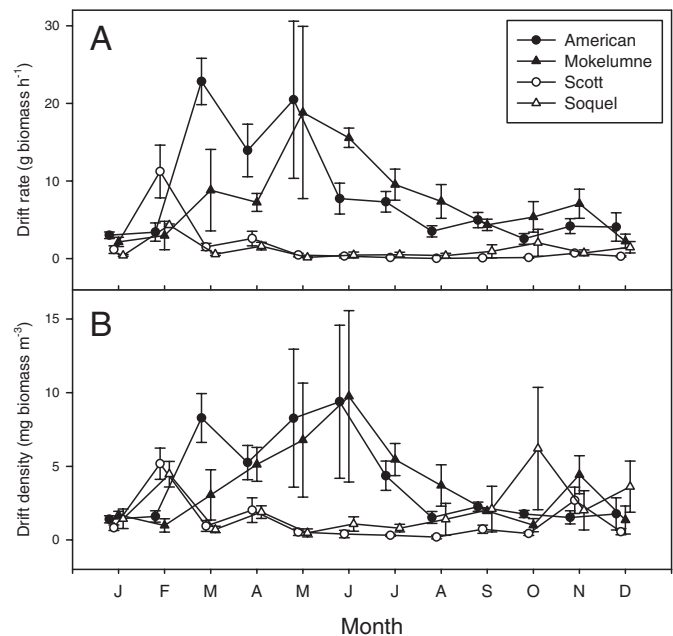 A
American
Mokelumne
Scott
Soquel
Drift rate (g biomass h⁻¹)
30
20
10
0
B
Drift density (mg biomass m⁻³)
15
10
5
0
J F M A M J J A S O N D
Month